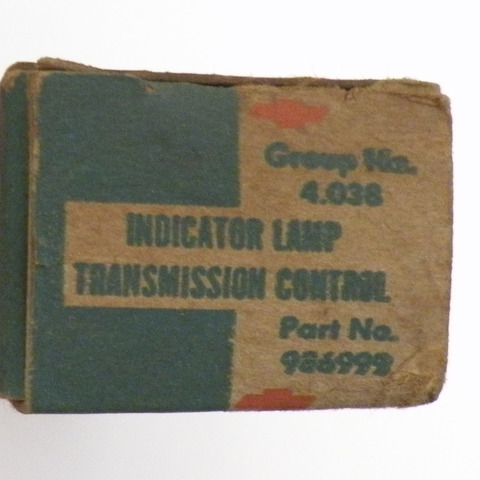 Group No.
4.038
INDICATOR LAMP
TRANSMISSION CONTROL
Part No.
986999